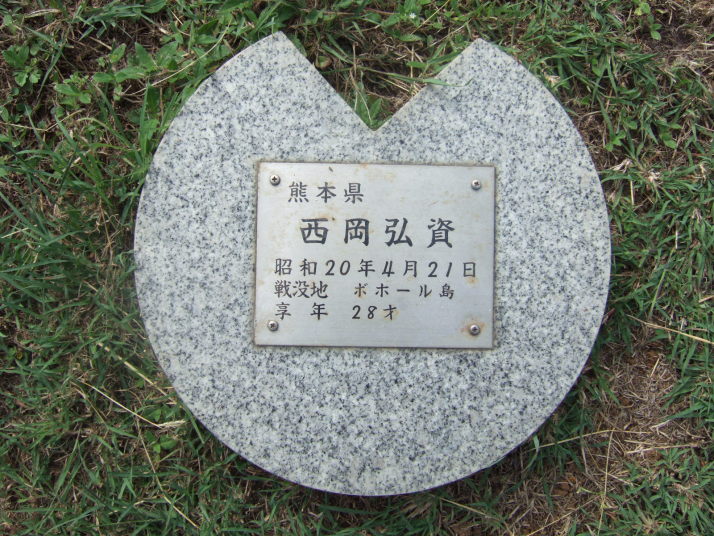 熊本県
西岡弘資
昭和20年4月21日
戦没地 ボホール島
享年 28才